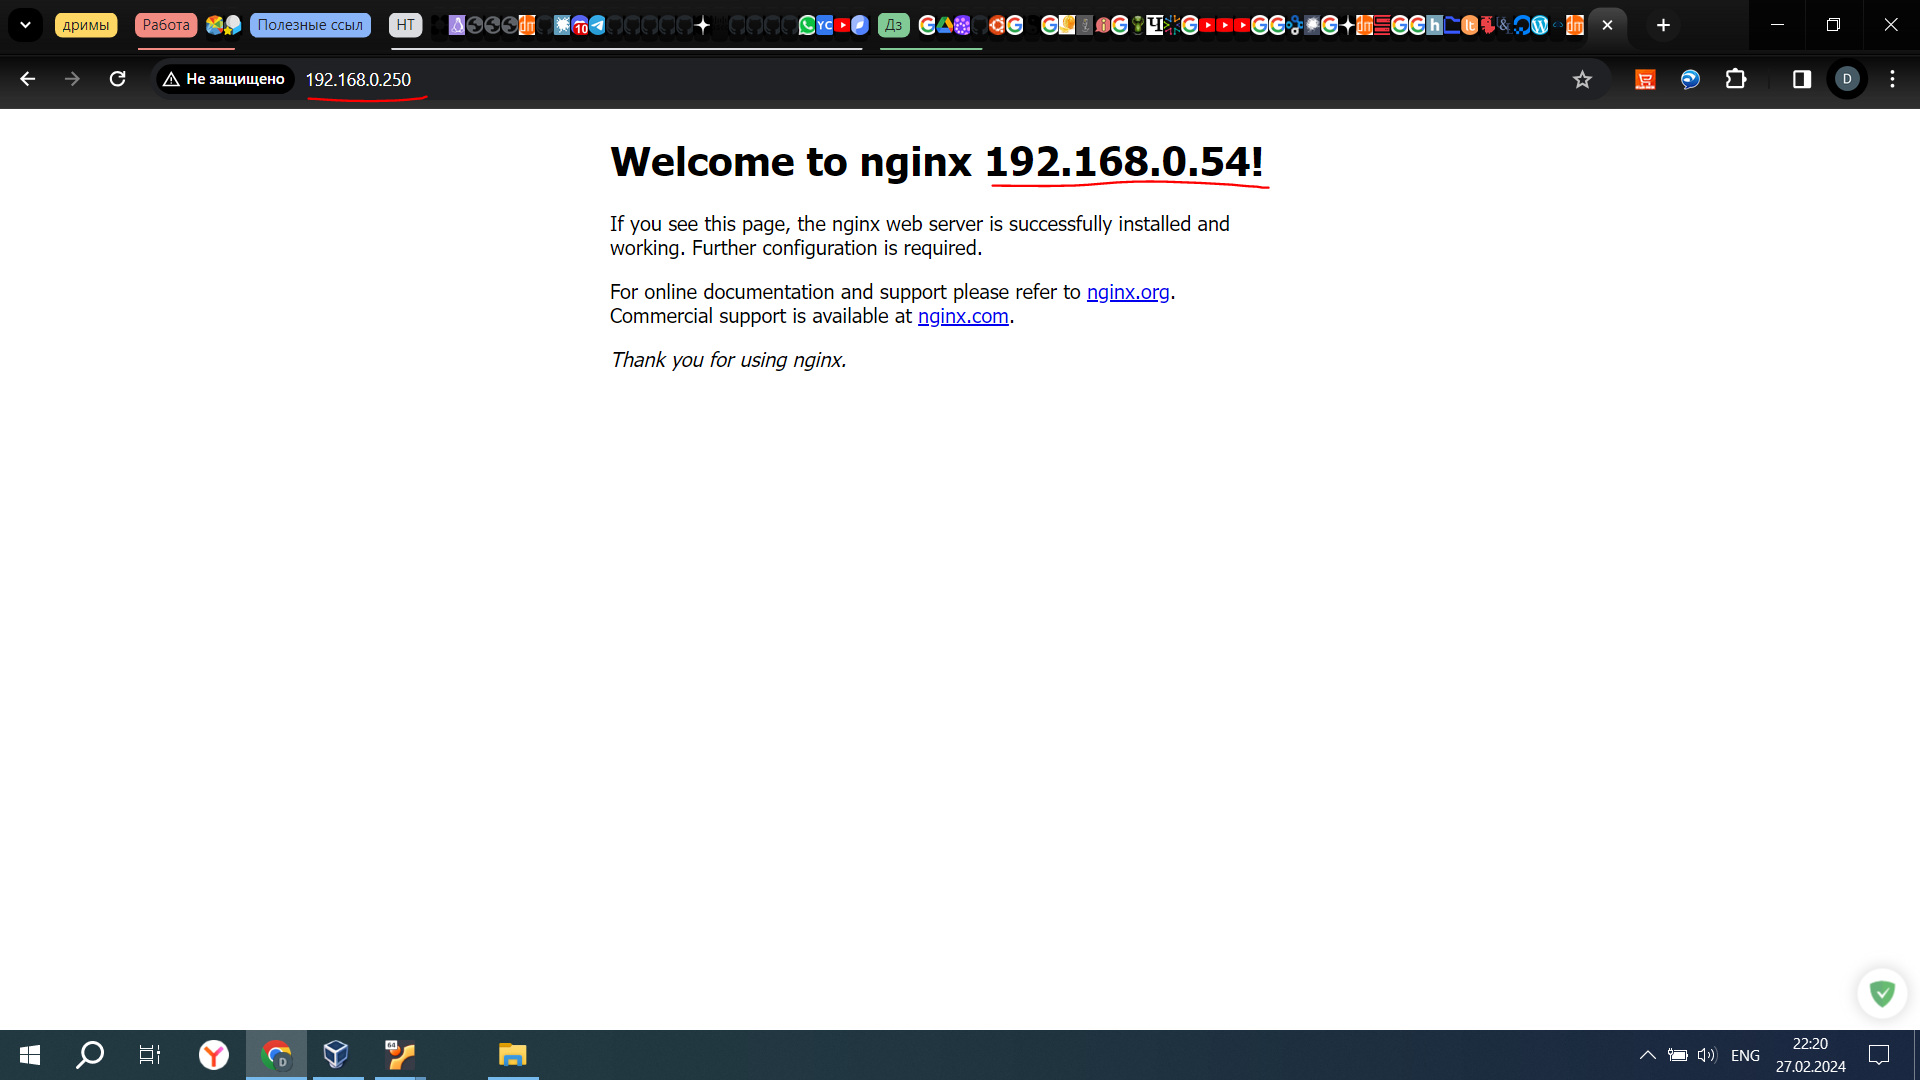 дримы
Работа
Полезные ссыл
НТ
Дз
Не защищено
192.168.0.250
D
Welcome to nginx 192.168.0.54!
If you see this page, the nginx web server is successfully installed and
working. Further configuration is required.
For online documentation and support please refer to nginx.org.
Commercial support is available at nginx.com.
Thank you for using nginx.
ENG
22:20
27.02.2024